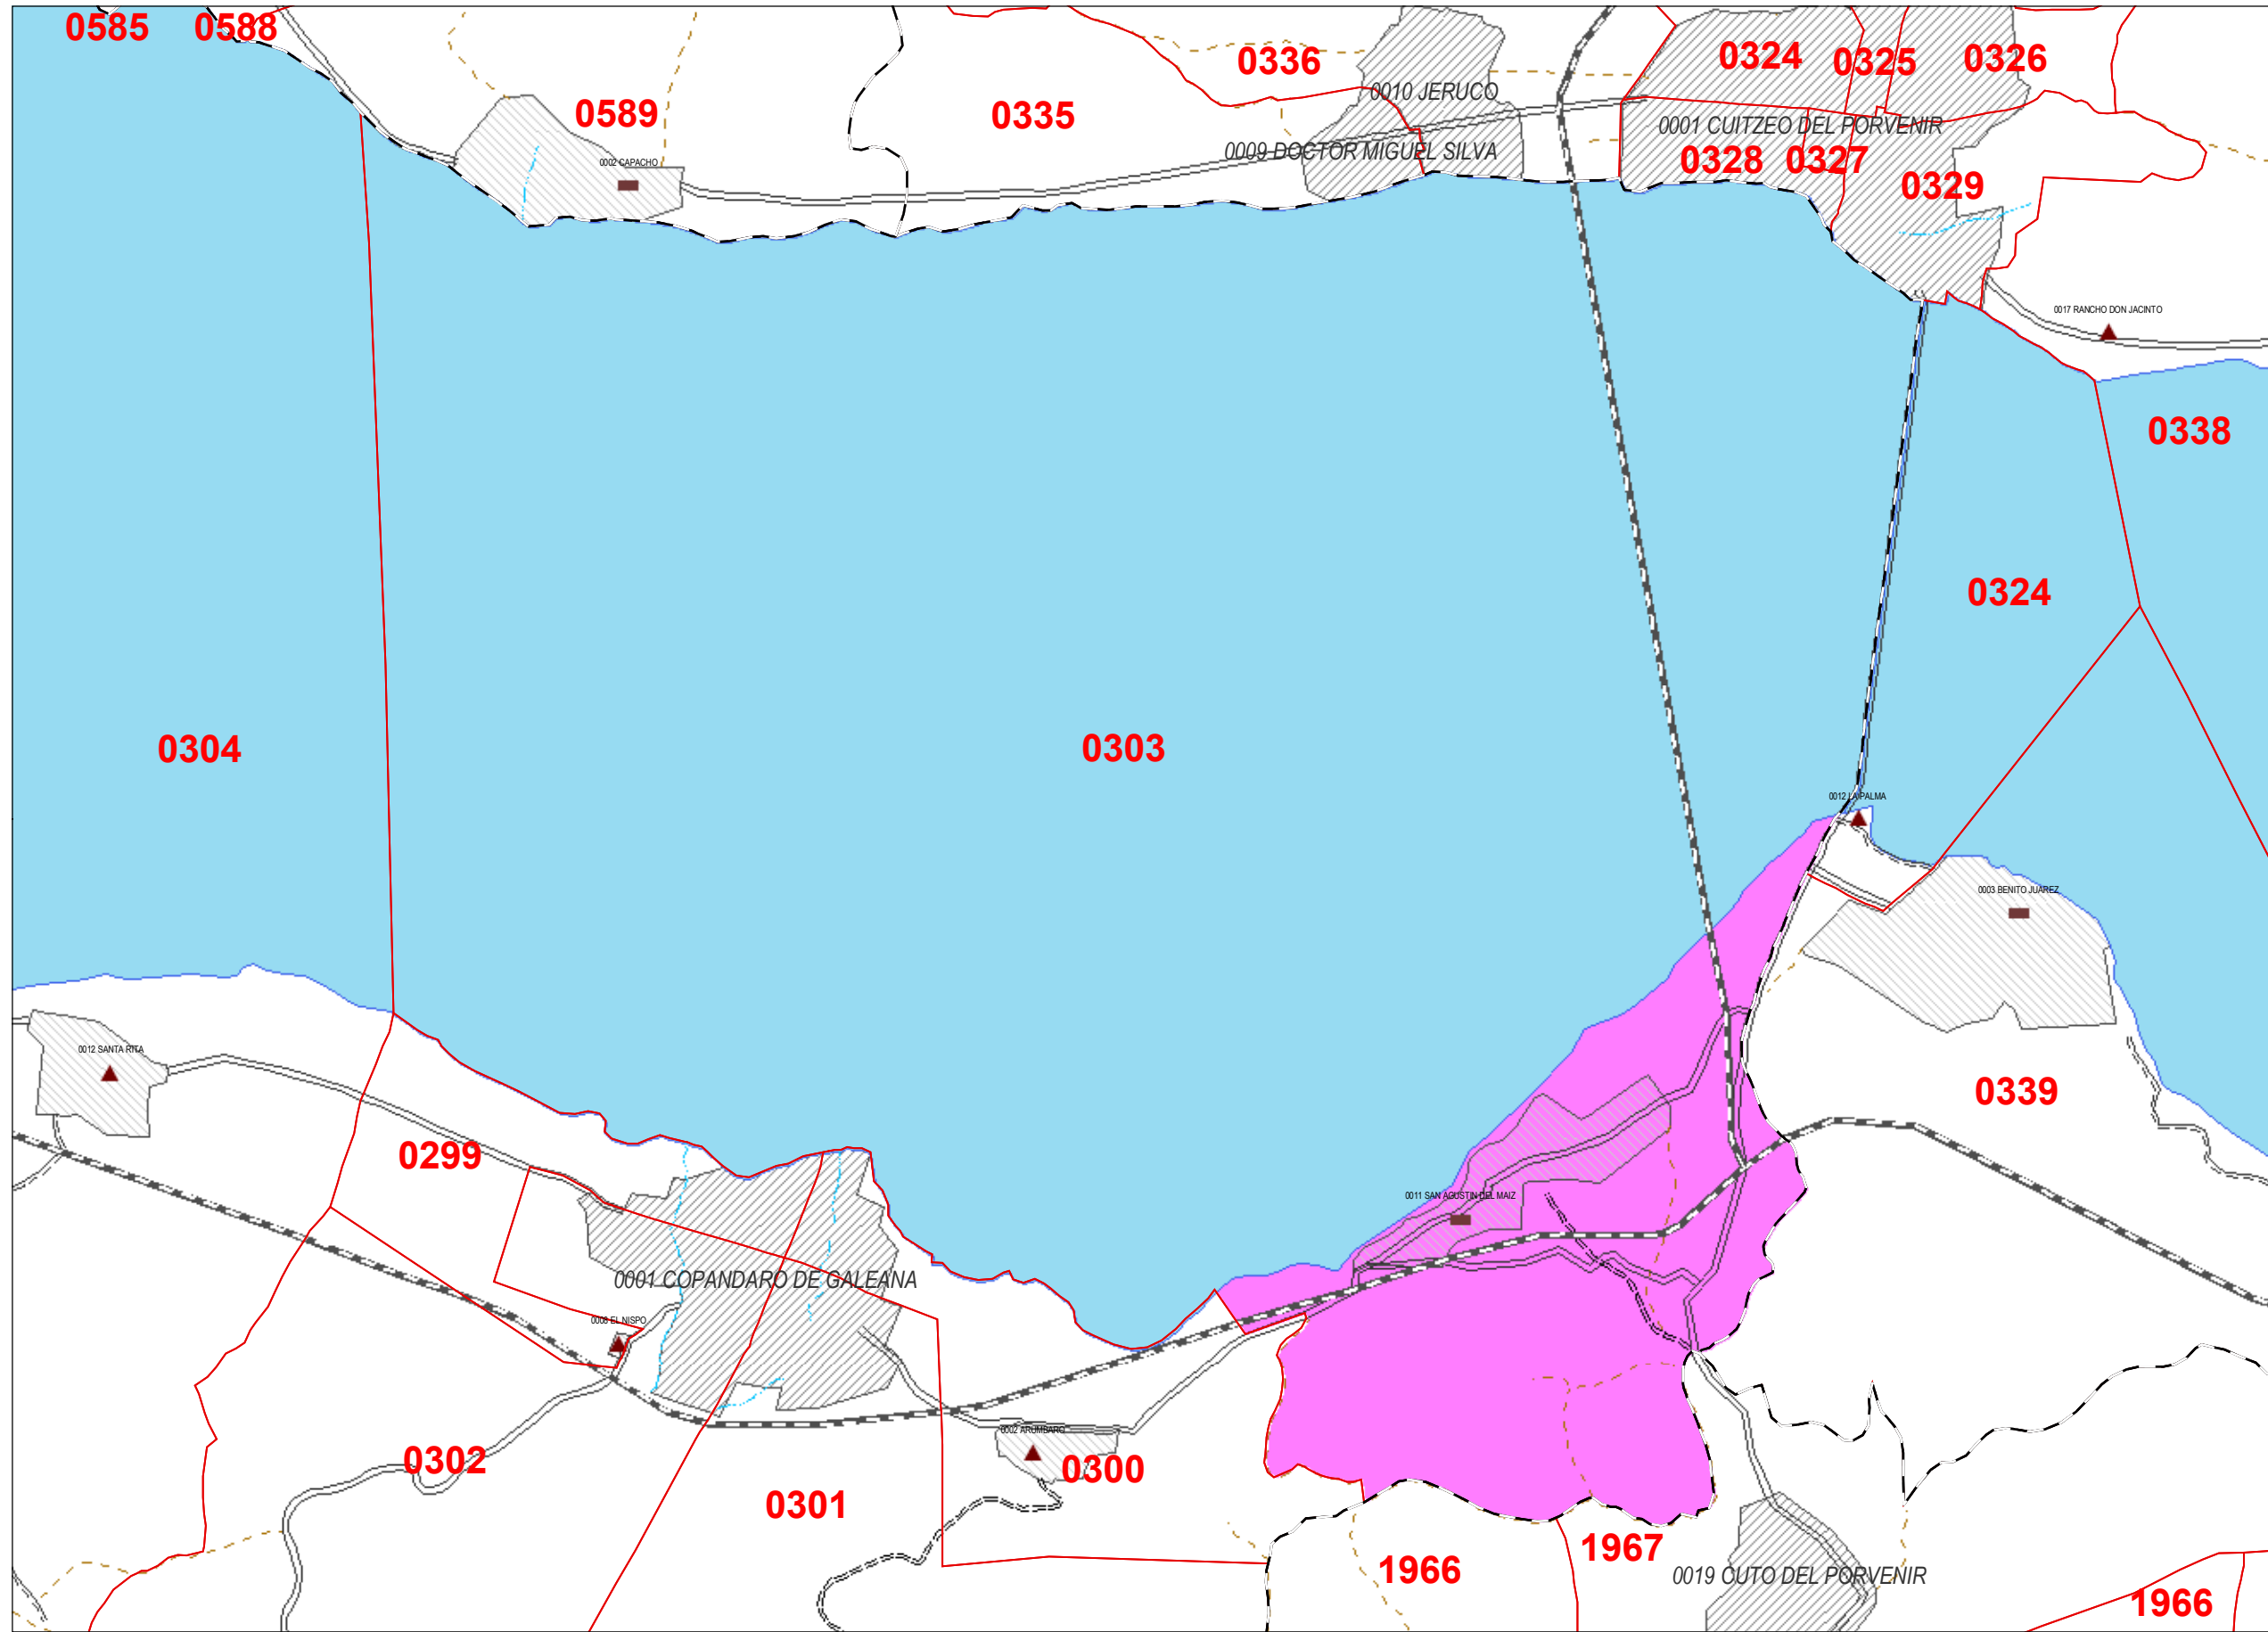 0585
0588
0589
0335
0336
0324
0325
0326
0010 JERUCO
0001 CUITZEO DEL PORVENIR
0009 DOCTOR MIGUEL SILVA
0328
0327
0329
0002 CAPACHO
0017 RANCHO DON JACINTO
0338
0324
0304
0303
0012 LA PALMA
0003 BENITO JUAREZ
0012 SANTA RITA
0339
0299
0011 SAN AGUSTIN DEL MAIZ
0001 COPANDARO DE GALEANA
0008 EL NISPO
0002 ARUMBARO
0302
0300
0301
1967
1966
0019 CUTO DEL PORVENIR
1966